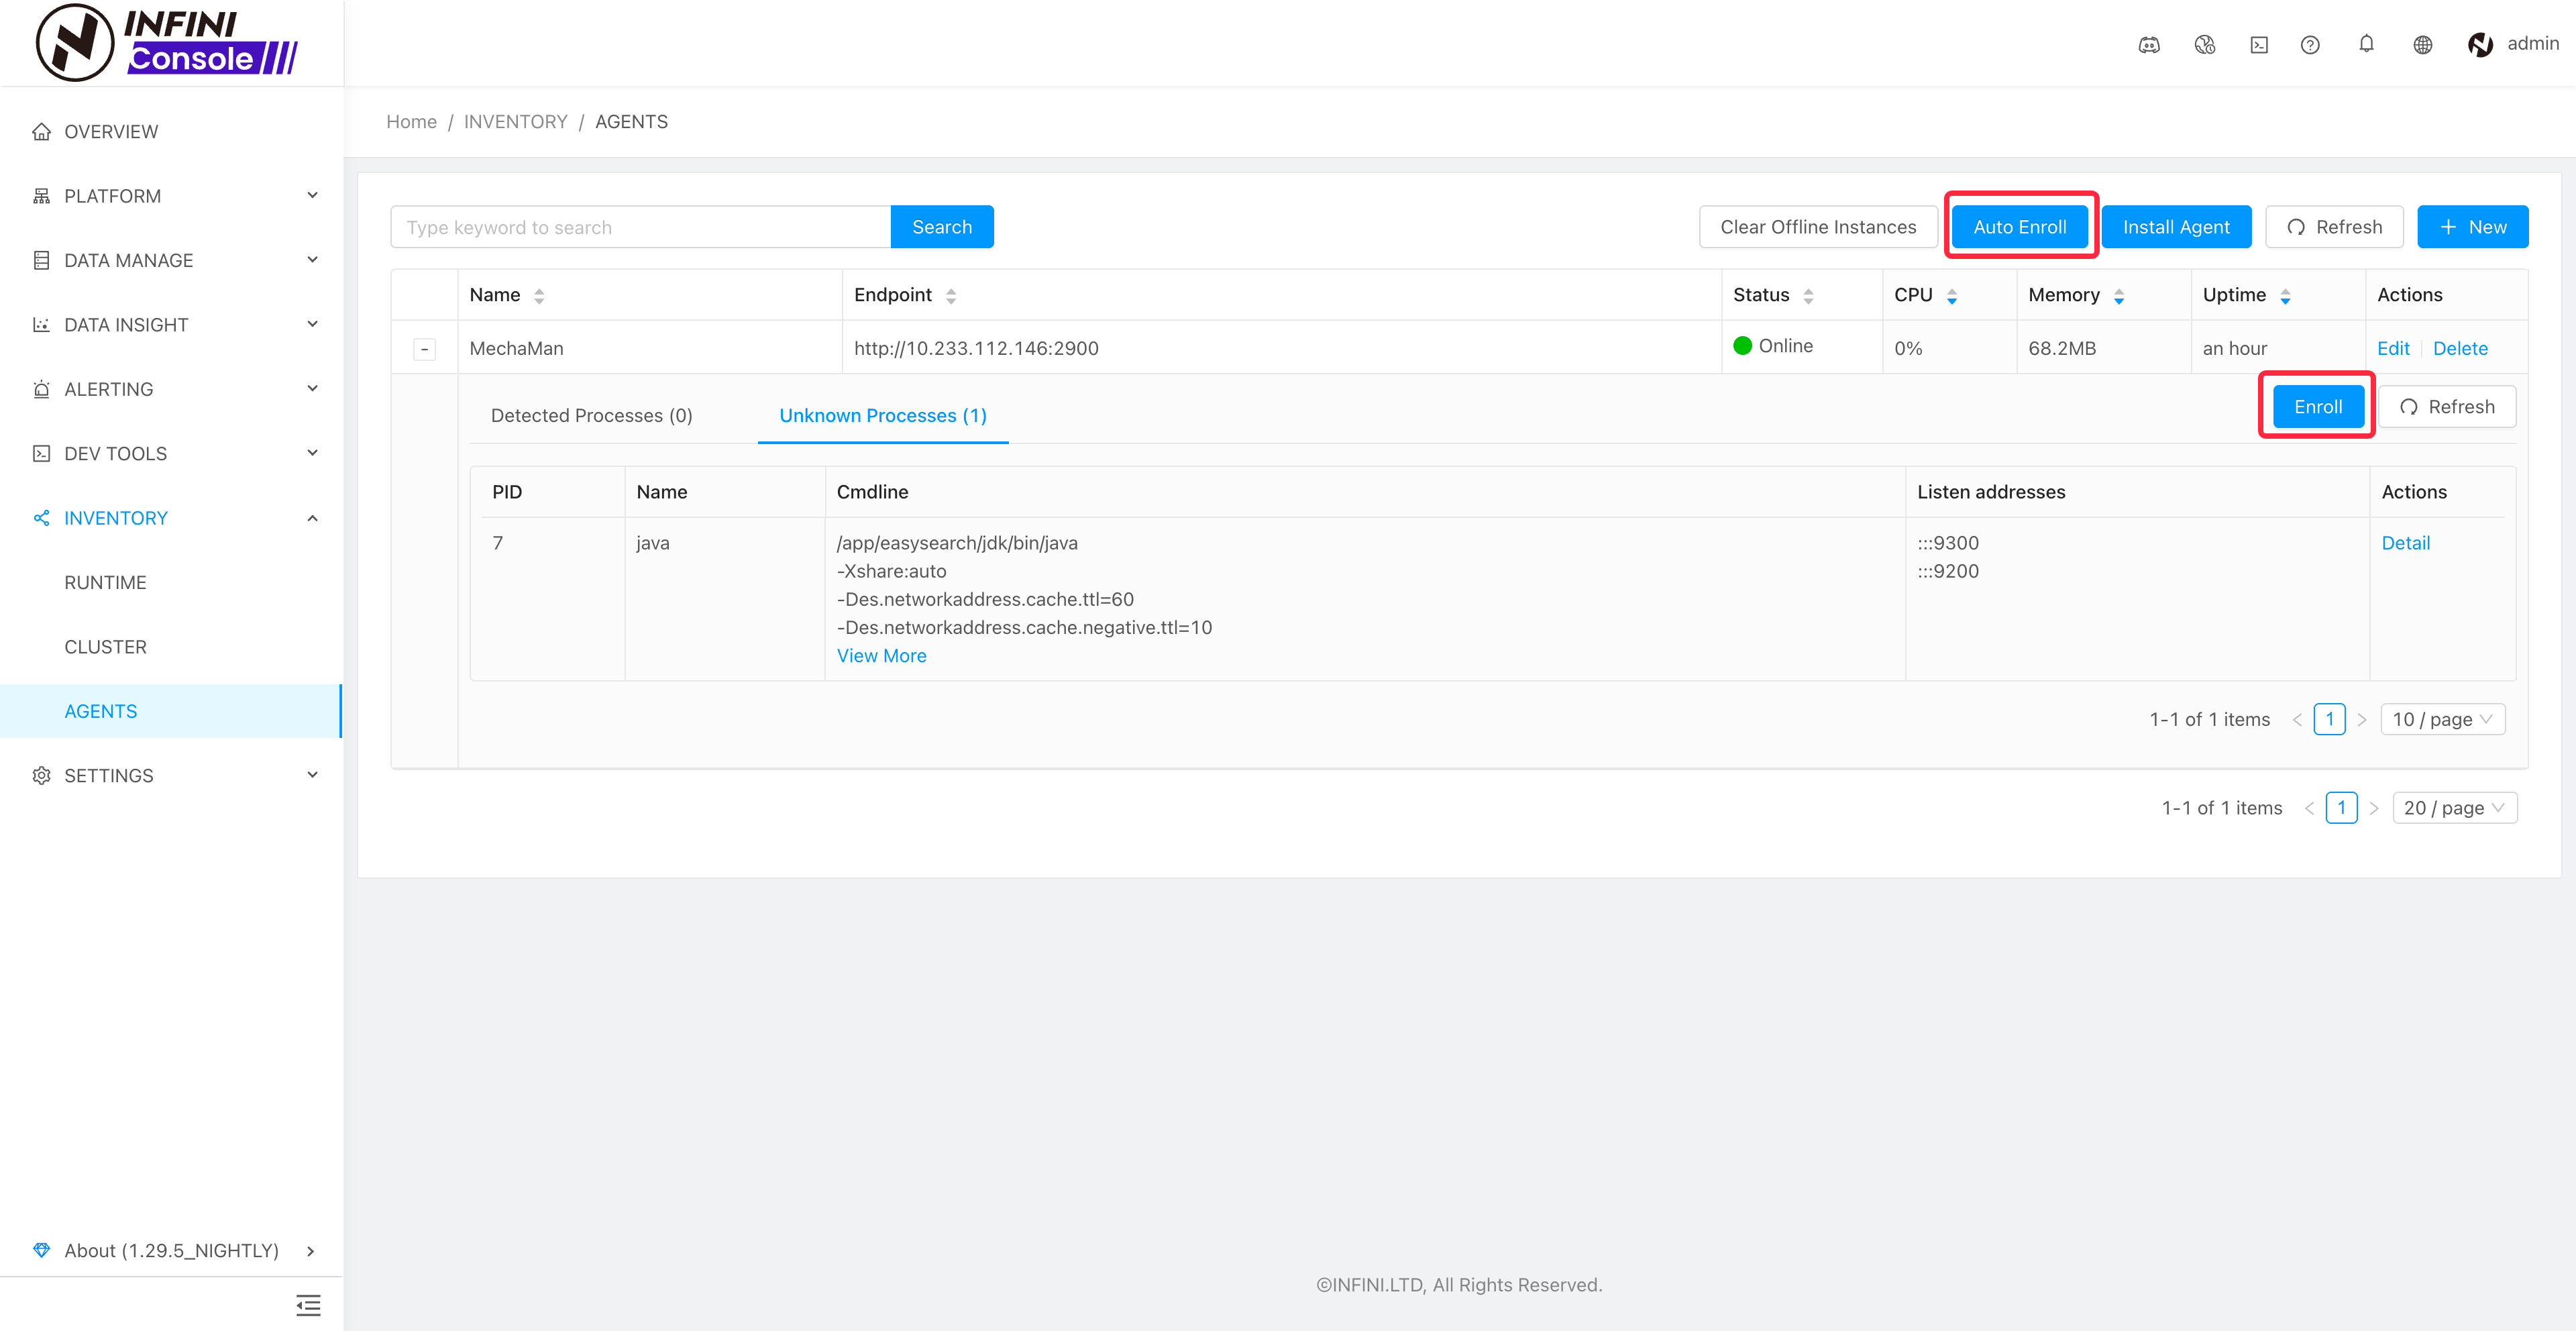 INFINI
Console
admin
OVERVIEW
PLATFORM
DATA MANAGE
DATA INSIGHT
ALERTING
DEV TOOLS
INVENTORY
RUNTIME
CLUSTER
AGENTS
SETTINGS
About (1.29.5_NIGHTLY)
Home / INVENTORY / AGENTS
Type keyword to search Search Clear Offline Instances Auto Enroll Install Agent Refresh New
Name Endpoint Status CPU Memory Uptime Actions
- MechaMan http://10.233.112.146:2900 Online 0% 68.2MB an hour Edit Delete
Detected Processes (0) Unknown Processes (1) Enroll Refresh
PID Name Cmdline Listen addresses Actions
7 java /app/easysearch/jdk/bin/java :::9300 Detail
-Xshare:auto :::9200
-Des.networkaddress.cache.ttl=60
-Des.networkaddress.cache.negative.ttl=10
View More
1-1 of 1 items < 1 > 10 / page
1-1 of 1 items < 1 > 20 / page
©INFINI.LTD, All Rights Reserved.